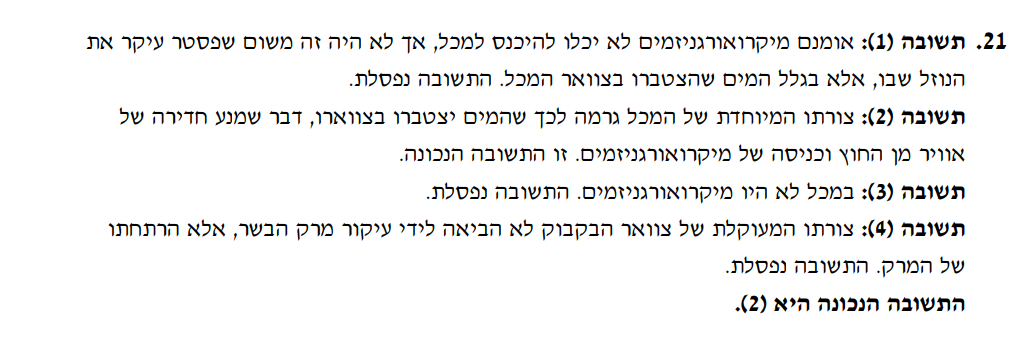 21. תשובה (1): אומנם מיקרואורגניזמים לא יכלו להיכנס למכל, אך לא היה זה משום שפסטר עיקר את
הנוזל שבו, אלא בגלל המים שהצטברו בצוואר המכל. התשובה נפסלת.
תשובה (2): צורתו המיוחדת של המכל גרמה לכך שהמים יצטברו בצווארו, דבר שמנע חדירה של
אוויר מן החוץ וכניסה של מיקרואורגניזמים. זו התשובה הנכונה.
תשובה (3): במכל לא היו מיקרואורגניזמים. התשובה נפסלת.
תשובה (4): צורתו המעוקלת של צוואר הבקבוק לא הביאה לידי עיקור מרק הבשר, אלא הרתחתו
של המרק. התשובה נפסלת.
התשובה הנכונה היא (2).